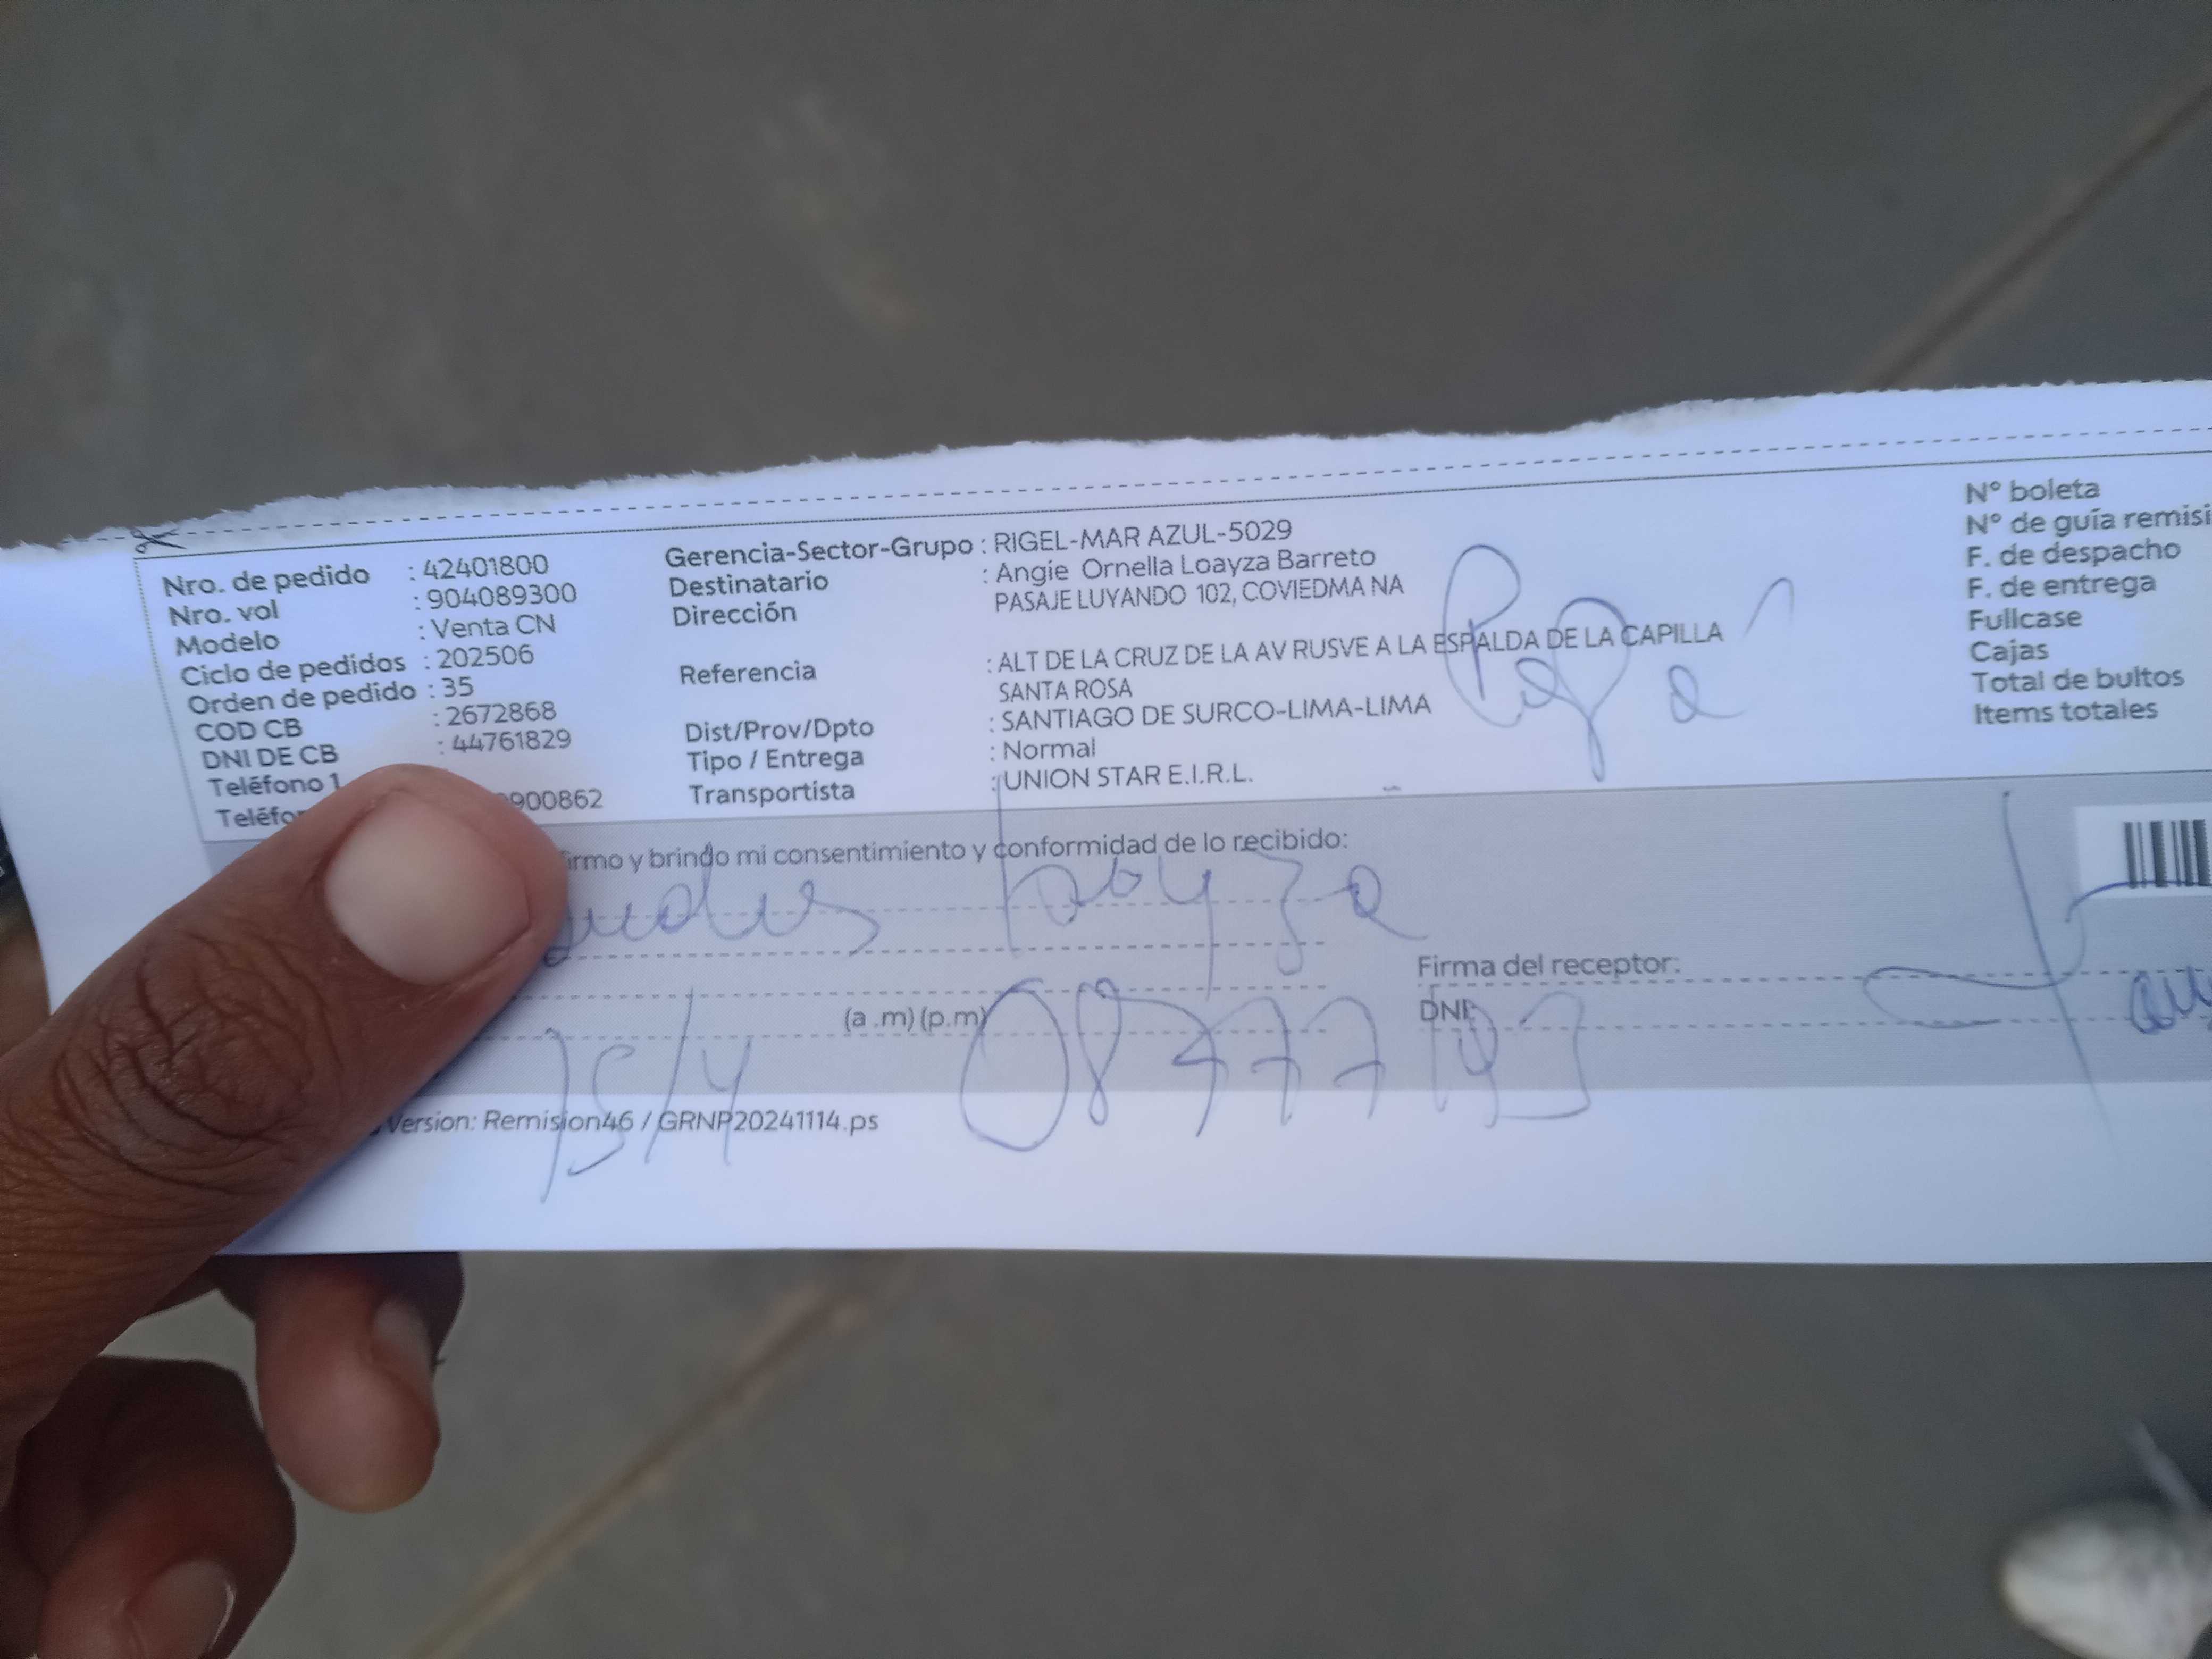 Nro. de pedido : 42401800
Nro. vol : 904089300
Modelo : Venta CN
Ciclo de pedidos : 202506
Orden de pedido : 35
COD CB : 2672868
DNI DE CB : 44761829
Teléfono 1
900862
Gerencia-Sector-Grupo : RIGEL-MAR AZUL-5029
Destinatario : Angie Ornella Loayza Barreto
Dirección PASAJE LUYANDO 102, COVIEDMA NA
Referencia : ALT DE LA CRUZ DE LA AV RUSVE A LA ESPALDA DE LA CAPILLA
SANTA ROSA
Dist/Prov/Dpto : SANTIAGO DE SURCO-LIMA-LIMA
Tipo / Entrega : Normal
Transportista : UNION STAR E.I.R.L.
Papa
N° boleta
N° de guía
F. de despacho
F. de entrega
Fullcase
Cajas
Total de bultos
Items totales
y brindo mi consentimiento y conformidad de lo recibido:
Loayza
Firma del receptor:
(a .m) (p.m)
DNI:
15/4
Version: Remision46 / GRNP20241114.ps